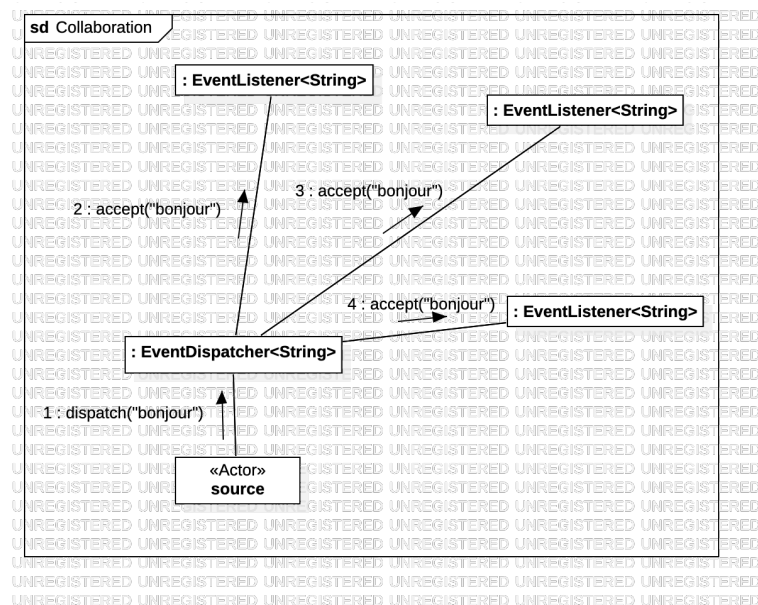 sd Collaboration
: EventListener<String>
: EventListener<String>
3 : accept("bonjour")
2 : accept("bonjour")
4 : accept("bonjour")
: EventListener<String>
: EventDispatcher<String>
1 : dispatch("bonjour")
«Actor»
source
UNREGISTERED